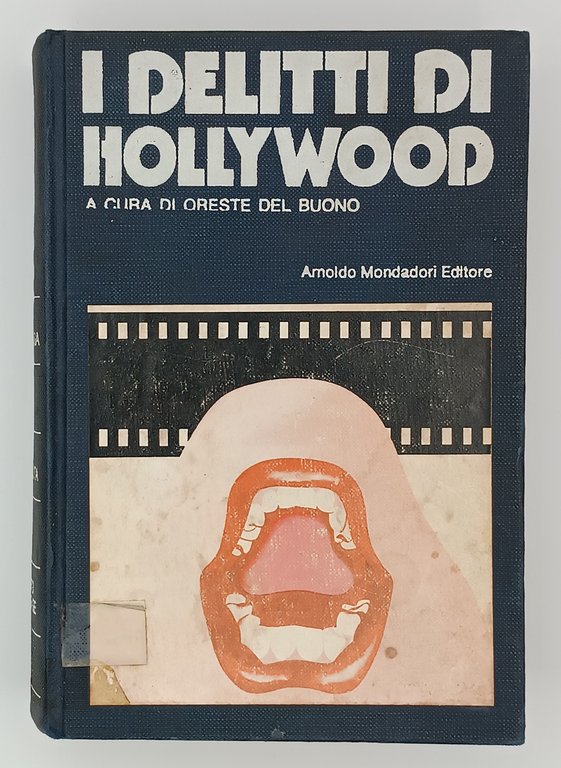 I DELITTI DI
HOLLYWOOD
A CURA DI ORESTE DEL BUONO
Arnoldo Mondadori Editore